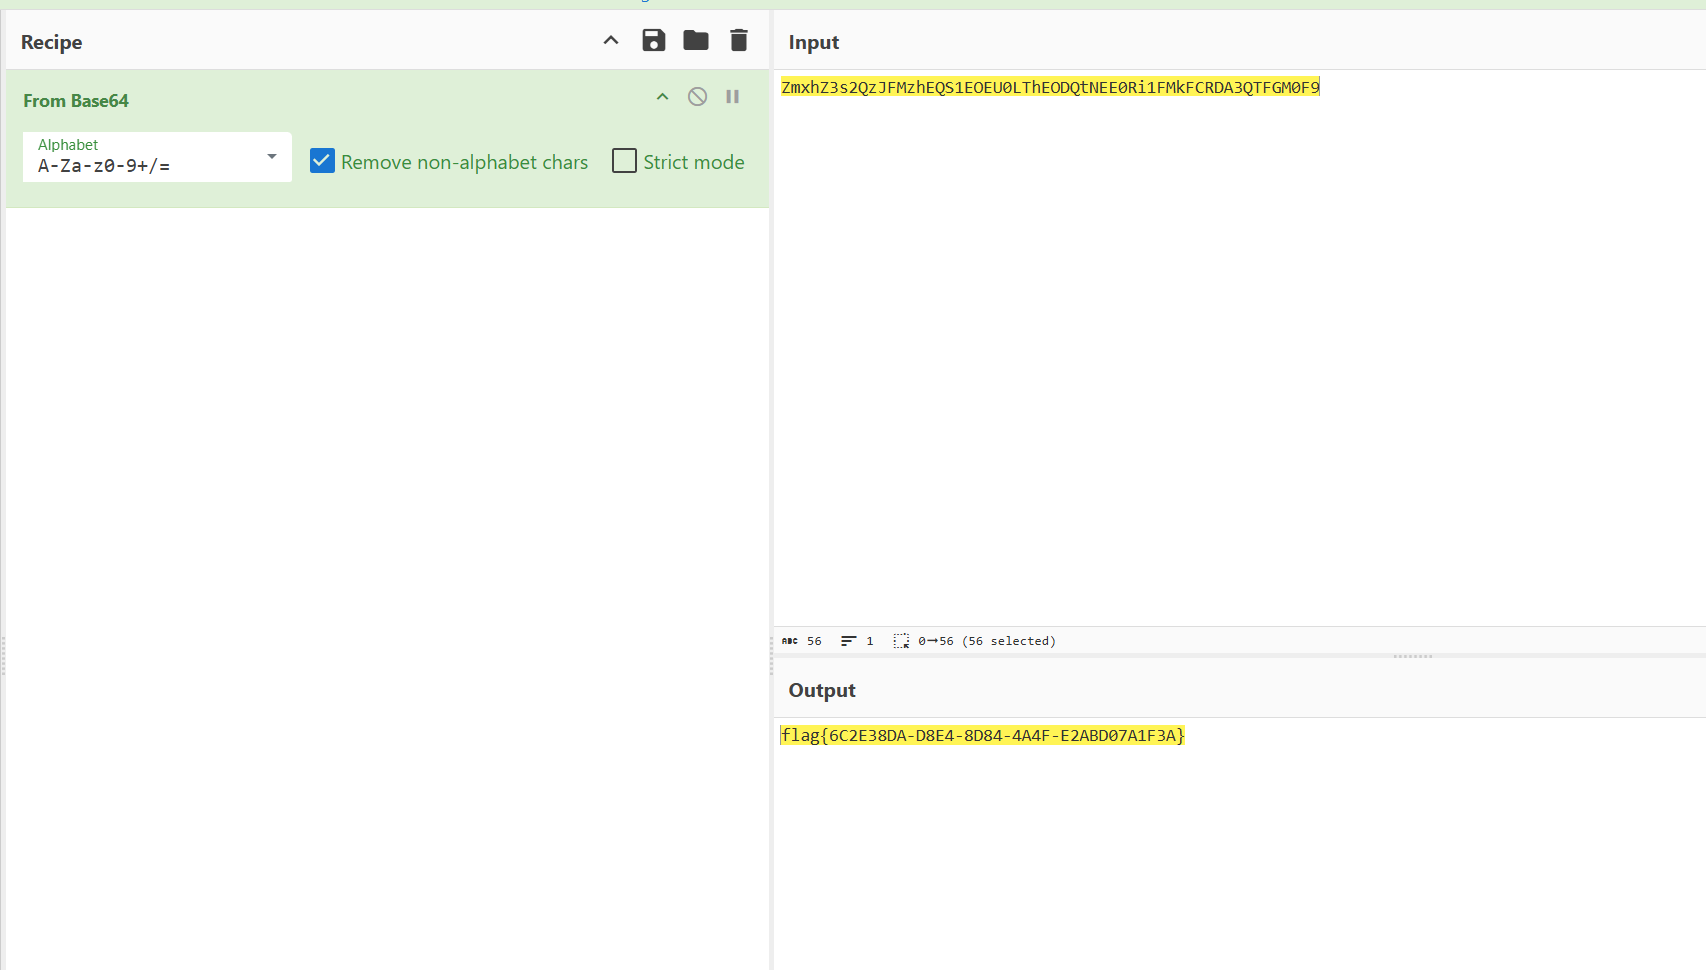 Recipe
From Base64
Alphabet
A-Za-z0-9+/=
Remove non-alphabet chars
Strict mode
Input
ZmxhZ3s2QzJFMzhEQS1EOEU0LThEODQtNEE0Ri1FMkFCRDA3QTFGM0F9
ABC 56 1 0→56 (56 selected)
Output
flag{6C2E38DA-D8E4-8D84-4A4F-E2ABD07A1F3A}